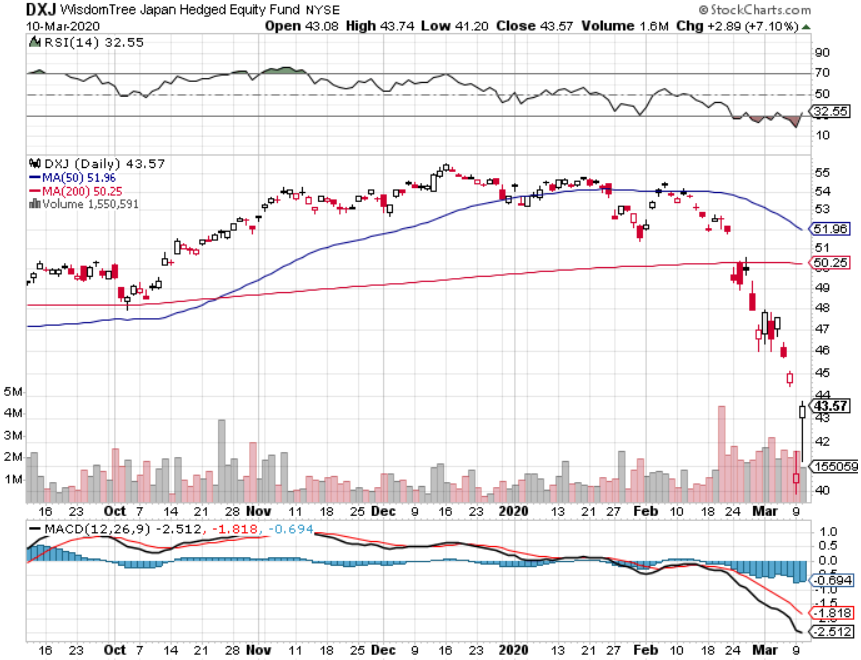 DXJ WisdomTree Japan Hedged Equity Fund NYSE © StockCharts.com
10-Mar-2020 Open 43.08 High 43.74 Low 41.20 Close 43.57 Volume 1.6M Chg +2.89 (+7.10%)
RSI(14) 32.55
90
70
50
32.55
10
DXJ (Daily) 43.57
MA(50) 51.96
MA(200) 50.25
Volume 1,550,591
55
54
53
51.96
51
50.25
49
48
47
46
45
44
43.57
43
42
155059
40
5M
4M
3M
2M
1M
16 23 Oct 7 14 21 28 Nov 11 18 25 Dec 9 16 23 2020 13 21 27 Feb 10 18 24 Mar 9
MACD(12,26,9) -2.512, -1.818, -0.694
1.0
0.5
0.0
-0.694
-1.0
-1.818
-2.512
16 23 Oct 7 14 21 28 Nov 11 18 25 Dec 9 16 23 2020 13 21 27 Feb 10 18 24 Mar 9